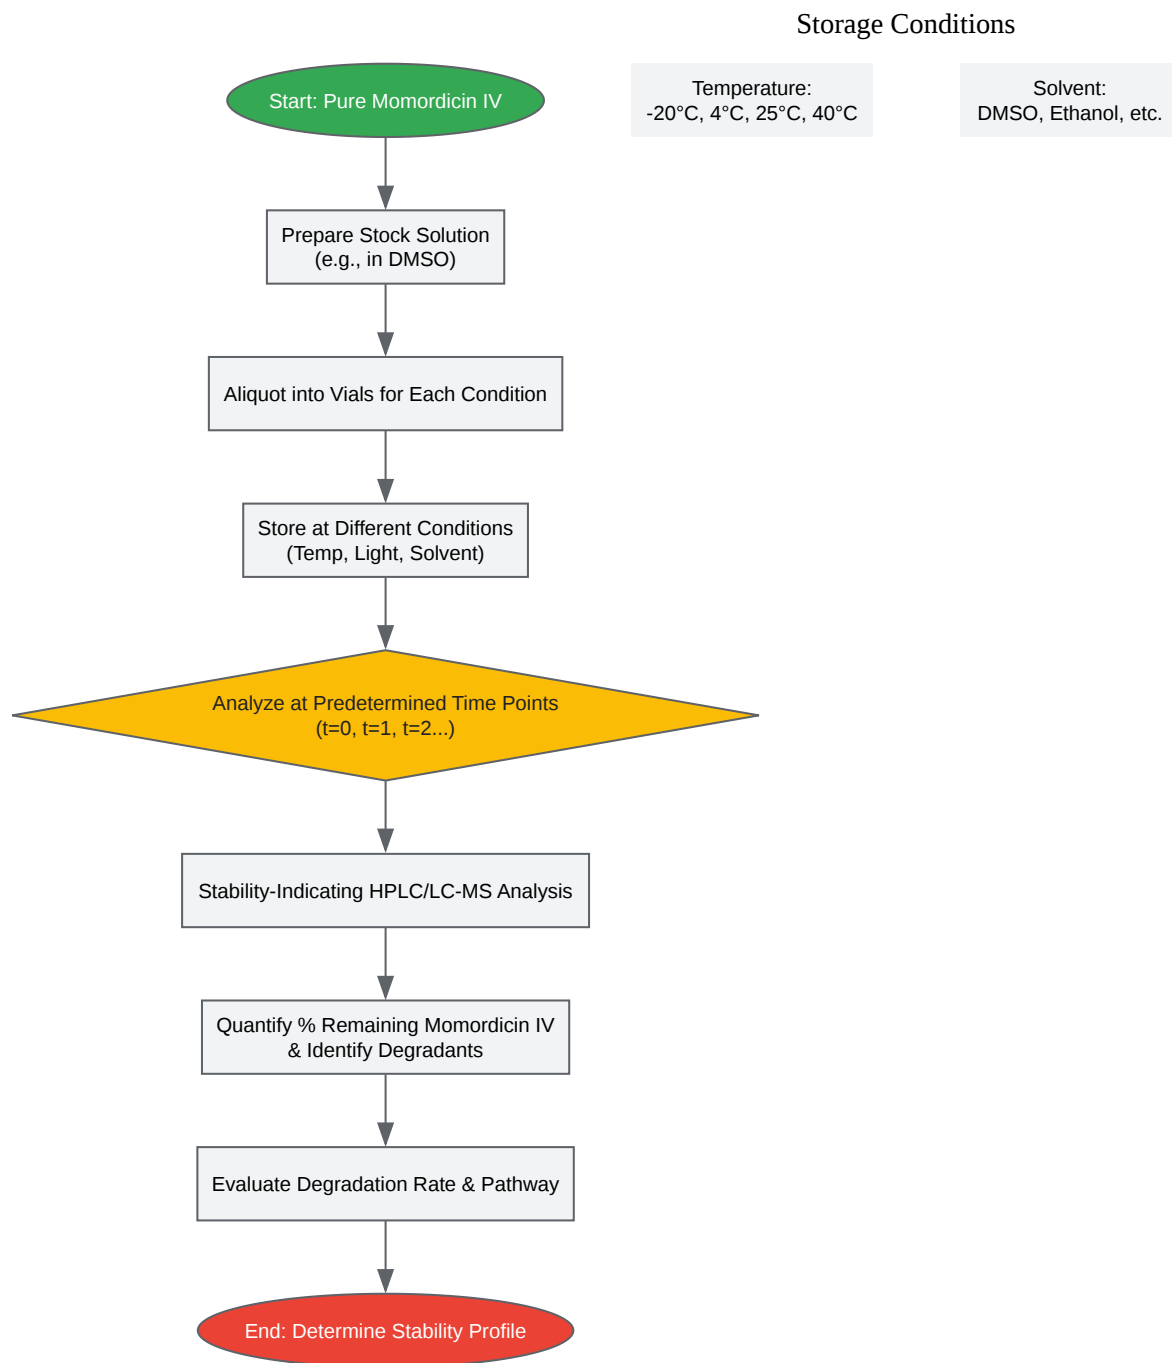 Storage Conditions
Start: Pure Momordicin IV
Temperature:
-20°C, 4°C, 25°C, 40°C
Solvent:
DMSO, Ethanol, etc.
Prepare Stock Solution
(e.g., in DMSO)
Aliquot into Vials for Each Condition
Store at Different Conditions
(Temp, Light, Solvent)
Analyze at Predetermined Time Points
(t=0, t=1, t=2...)
Stability-Indicating HPLC/LC-MS Analysis
Quantify % Remaining Momordicin IV
& Identify Degradants
Evaluate Degradation Rate & Pathway
End: Determine Stability Profile